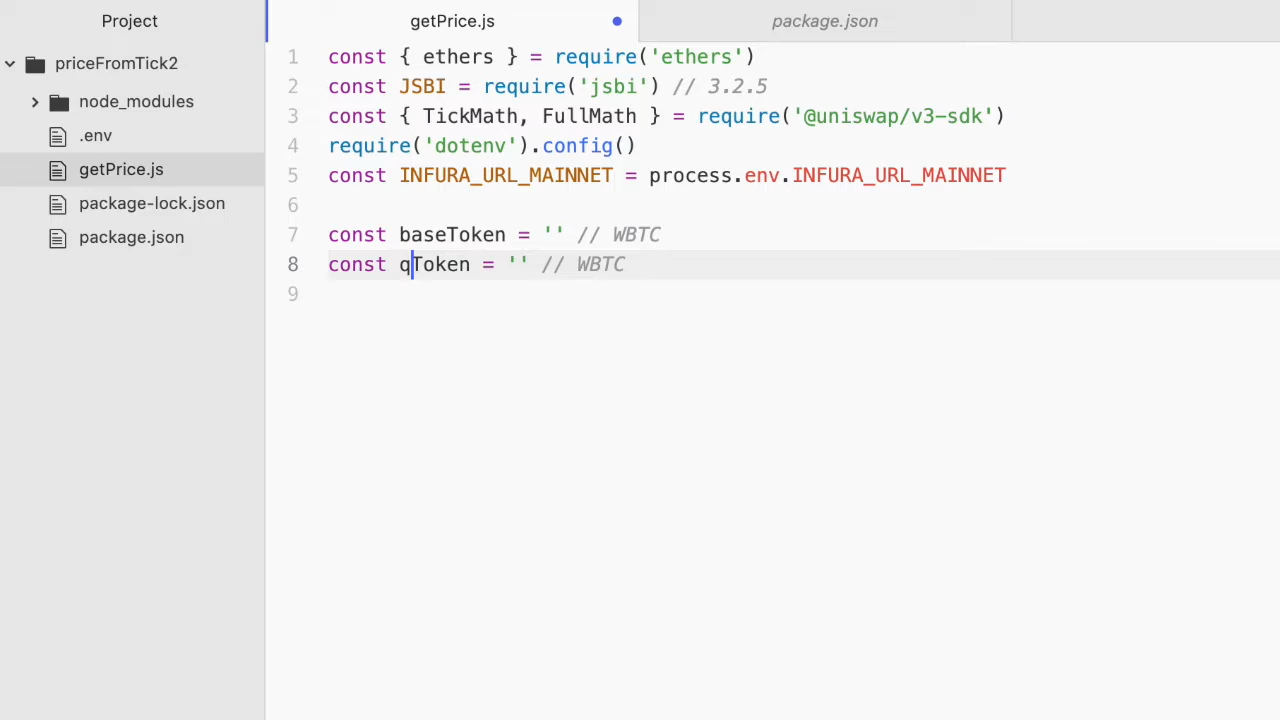 Project
priceFromTick2
node_modules
.env
getPrice.js
package-lock.json
package.json
getPrice.js
package.json
1 const { ethers } = require('ethers')
2 const JSBI = require('jsbi') // 3.2.5
3 const { TickMath, FullMath } = require('@uniswap/v3-sdk')
4 require('dotenv').config()
5 const INFURA_URL_MAINNET = process.env.INFURA_URL_MAINNET
6
7 const baseToken = '' // WBTC
8 const qToken = '' // WBTC
9